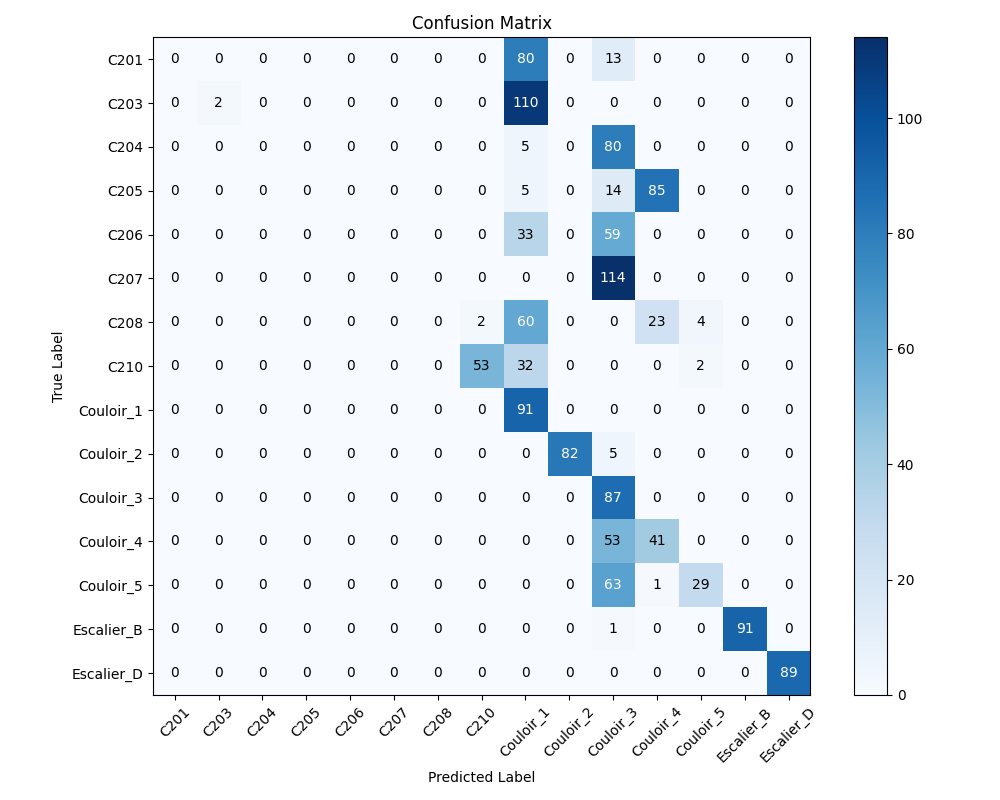 Confusion Matrix
True Label
C201 0 0 0 0 0 0 0 0 80 0 13 0 0 0 0
C203 0 2 0 0 0 0 0 0 110 0 0 0 0 0 0
C204 0 0 0 0 0 0 0 0 5 0 80 0 0 0 0
C205 0 0 0 0 0 0 0 0 5 0 14 85 0 0 0
C206 0 0 0 0 0 0 0 0 33 0 59 0 0 0 0
C207 0 0 0 0 0 0 0 0 0 0 114 0 0 0 0
C208 0 0 0 0 0 0 0 2 60 0 0 23 4 0 0
C210 0 0 0 0 0 0 0 53 32 0 0 0 2 0 0
Couloir_1 0 0 0 0 0 0 0 0 91 0 0 0 0 0 0
Couloir_2 0 0 0 0 0 0 0 0 0 82 5 0 0 0 0
Couloir_3 0 0 0 0 0 0 0 0 0 0 87 0 0 0 0
Couloir_4 0 0 0 0 0 0 0 0 0 0 53 41 0 0 0
Couloir_5 0 0 0 0 0 0 0 0 0 0 63 1 29 0 0
Escalier_B 0 0 0 0 0 0 0 0 0 0 1 0 0 91 0
Escalier_D 0 0 0 0 0 0 0 0 0 0 0 0 0 0 89
C201 C203 C204 C205 C206 C207 C208 C210 Couloir_1 Couloir_2 Couloir_3 Couloir_4 Couloir_5 Escalier_B Escalier_D
Predicted Label
100
80
60
40
20
0